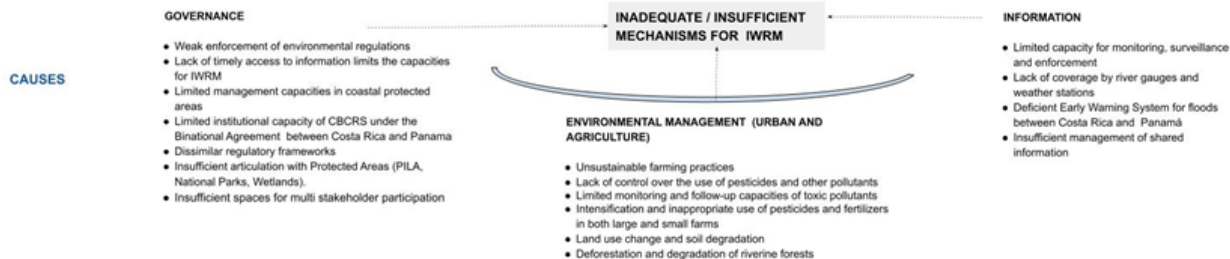 GOVERNANCE
● Weak enforcement of environmental regulations
● Lack of timely access to information limits the capacities
for IWRM
● Limited management capacities in coastal protected
areas
● Limited institutional capacity of CBCRS under the
Binational Agreement between Costa Rica and Panama
● Dissimilar regulatory frameworks
● Insufficient articulation with Protected Areas (PILA,
National Parks, Wetlands).
● Insufficient spaces for multi stakeholder participation
CAUSES
INADEQUATE / INSUFFICIENT
MECHANISMS FOR IWRM
ENVIRONMENTAL MANAGEMENT (URBAN AND
AGRICULTURE)
● Unsustainable farming practices
● Lack of control over the use of pesticides and other pollutants
● Limited monitoring and follow-up capacities of toxic pollutants
● Intensification and inappropriate use of pesticides and fertilizers
in both large and small farms
● Land use change and soil degradation
● Deforestation and degradation of riverine forests
INFORMATION
● Limited capacity for monitoring, surveillance
and enforcement
● Lack of coverage by river gauges and
weather stations
● Deficient Early Warning System for floods
between Costa Rica and Panamá
● Insufficient management of shared
information